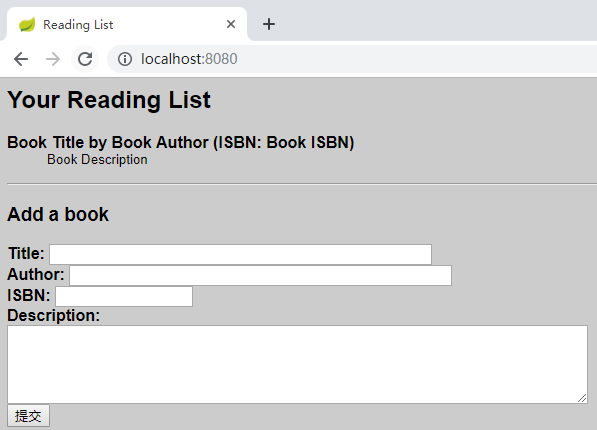 Reading List
localhost:8080
Your Reading List
Book Title by Book Author (ISBN: Book ISBN)
Book Description
Add a book
Title:
Author:
ISBN:
Description:
提交